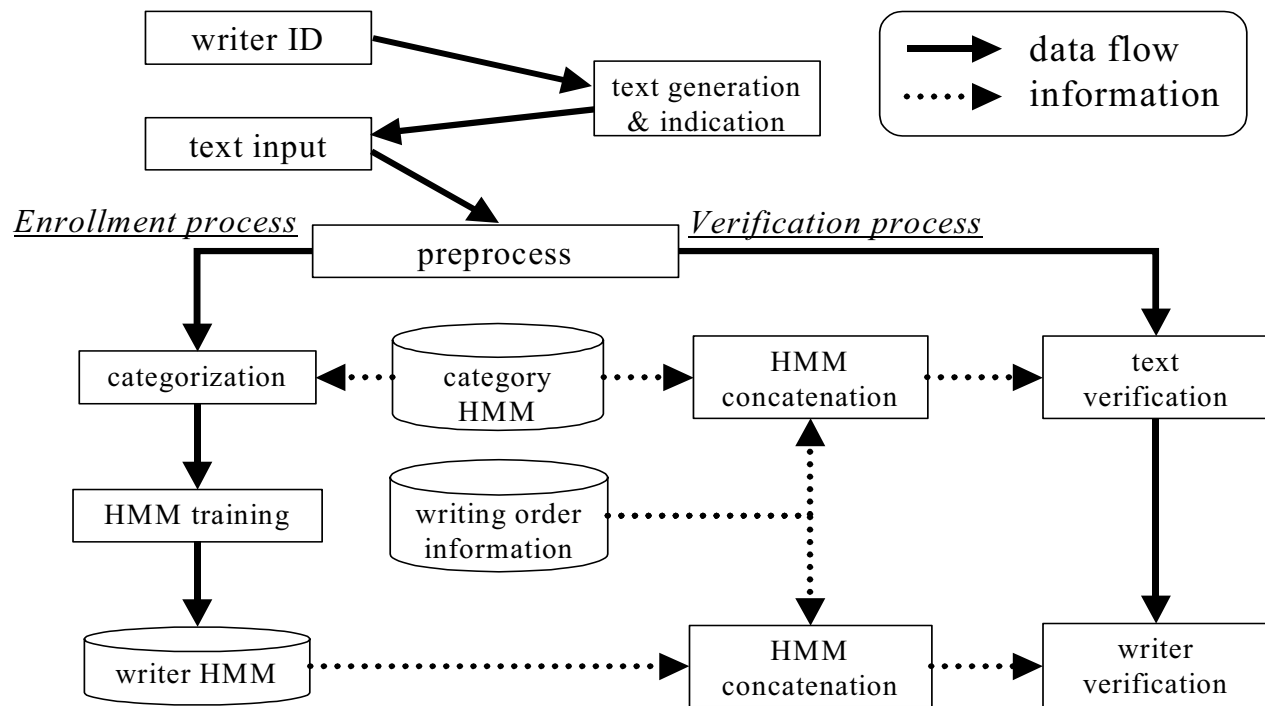 writer ID
data flow
information
text generation
& indication
text input
Enrollment process
Verification process
preprocess
categorization
category
HMM
HMM
concatenation
text
verification
HMM training
writing order
information
writer HMM
HMM
concatenation
writer
verification